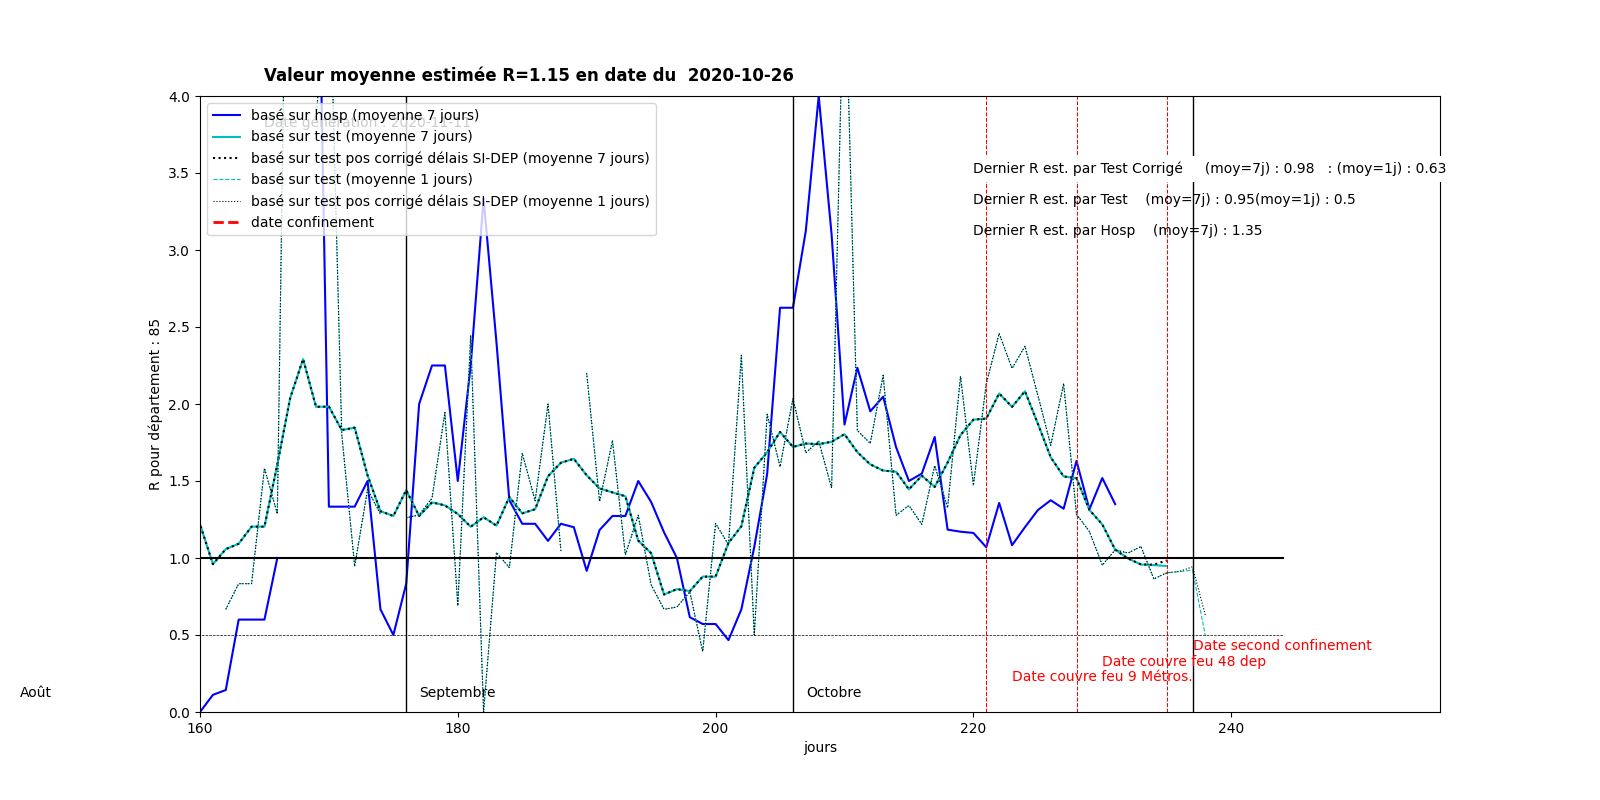 Valeur moyenne estimée R=1.15 en date du  2020-10-26
Date génération : 2020-11-11
basé sur hosp (moyenne 7 jours)
basé sur test (moyenne 7 jours)
basé sur test pos corrigé délais SI-DEP (moyenne 7 jours)
basé sur test (moyenne 1 jours)
basé sur test pos corrigé délais SI-DEP (moyenne 1 jours)
date confinement
Dernier R est. par Test Corrigé     (moy=7j) : 0.98   : (moy=1j) : 0.63
Dernier R est. par Test    (moy=7j) : 0.95(moy=1j) : 0.5
Dernier R est. par Hosp    (moy=7j) : 1.35
R pour département : 85
4.0
3.5
3.0
2.5
2.0
1.5
1.0
0.5
0.0
Date second confinement
Date couvre feu 48 dep
Date couvre feu 9 Métros.
Août
Septembre
Octobre
160
180
200
220
240
jours